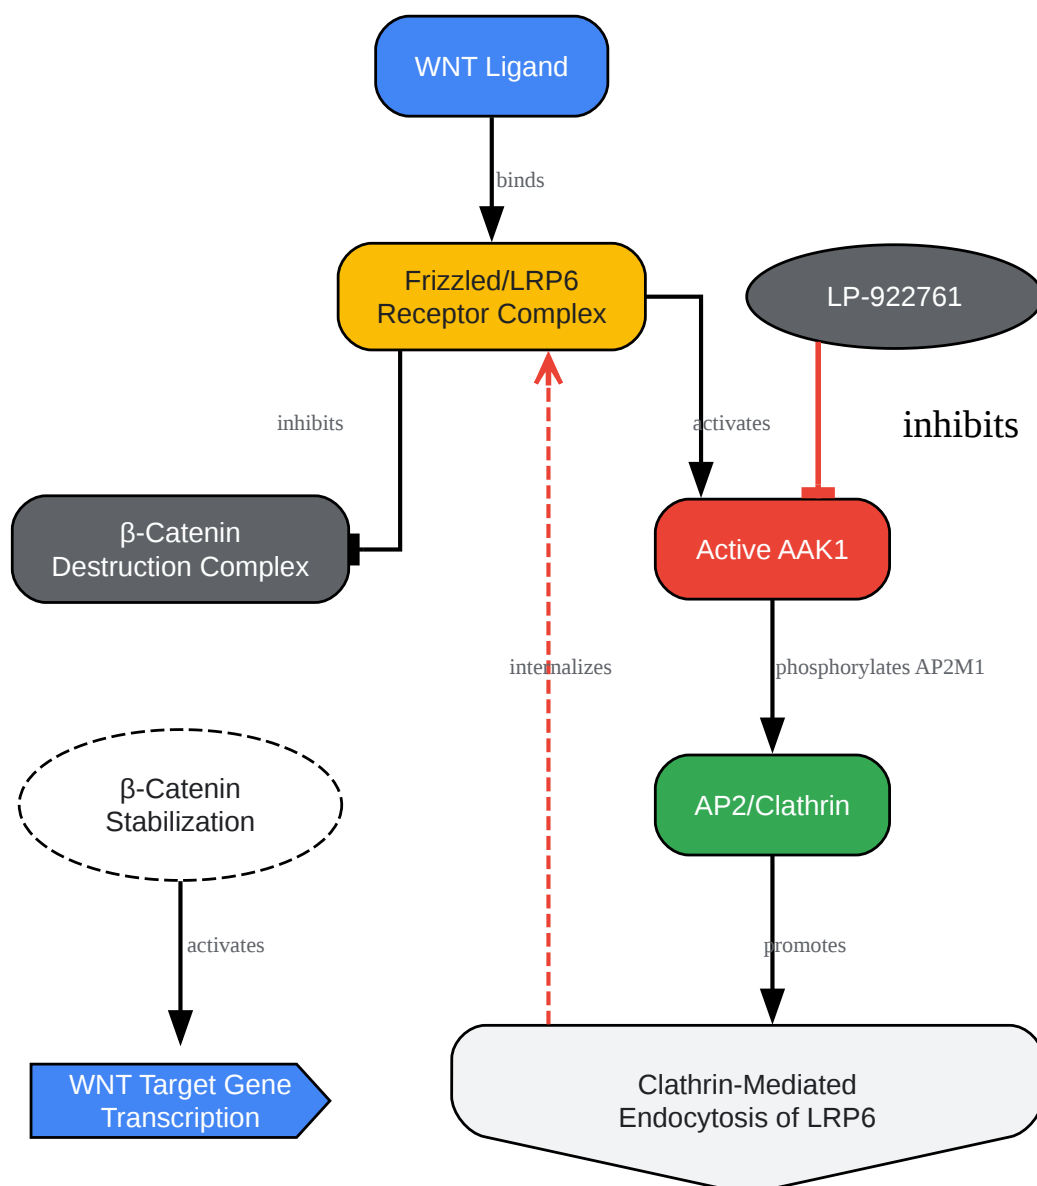 WNT Ligand
binds
Frizzled/LRP6
Receptor Complex
LP-922761
inhibits
activates
inhibits
β-Catenin
Destruction Complex
Active AAK1
internalizes
phosphorylates AP2M1
β-Catenin
Stabilization
AP2/Clathrin
activates
promotes
WNT Target Gene
Transcription
Clathrin-Mediated
Endocytosis of LRP6